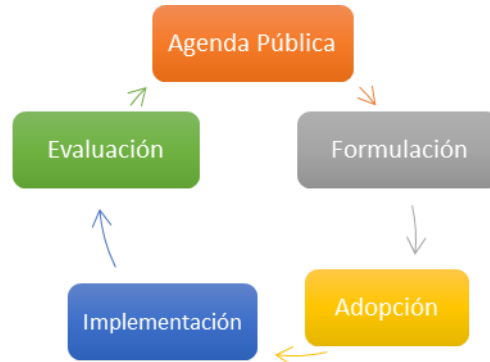 Agenda Pública
Formulación
Adopción
Implementación
Evaluación